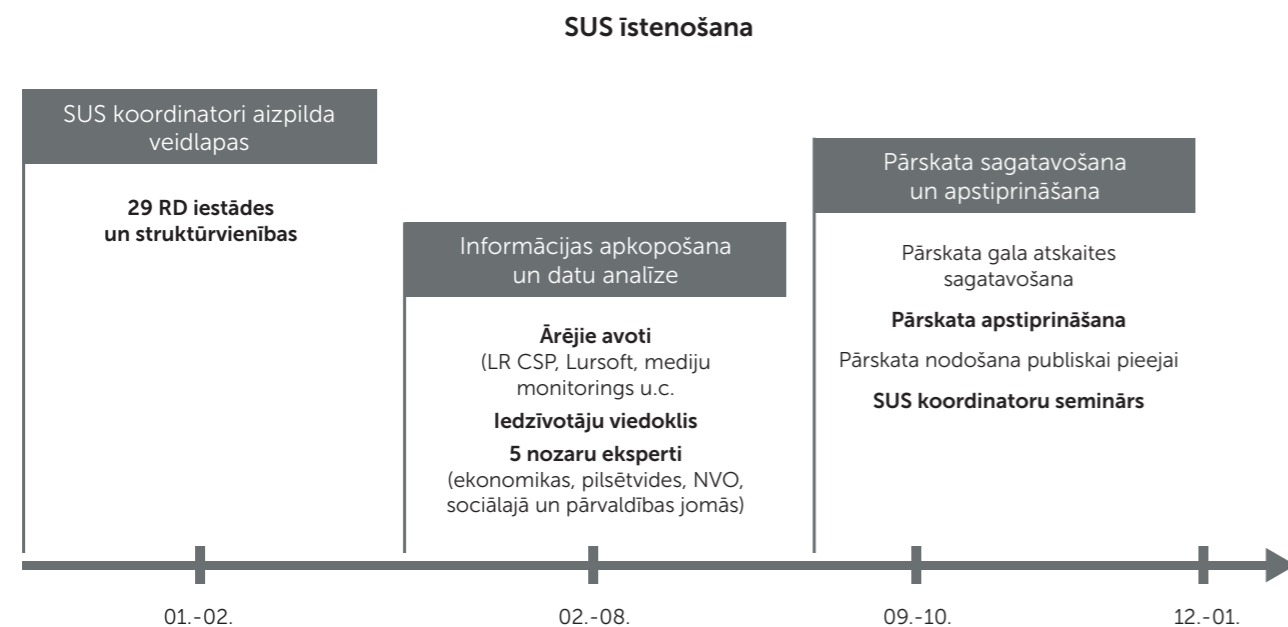 SUS īstenošana
SUS koordinatori aizpilda
veidlapas
29 RD iestādes
un struktūrvienības
Informācijas apkopošana
un datu analīze
Ārējie avoti
(LR CSP, Lursoft, mediju
monitorings u.c.
Iedzīvotāju viedoklis
5 nozaru eksperti
(ekonomikas, pilsētvides, NVO,
sociālajā un pārvaldības jomās)
Pārskata sagatavošana
un apstiprināšana
Pārskata gala atskaites
sagatavošana
Pārskata apstiprināšana
Pārskata nodošana publiskai pieejai
SUS koordinatoru seminārs
01.-02.
02.-08.
09.-10.
12.-01.